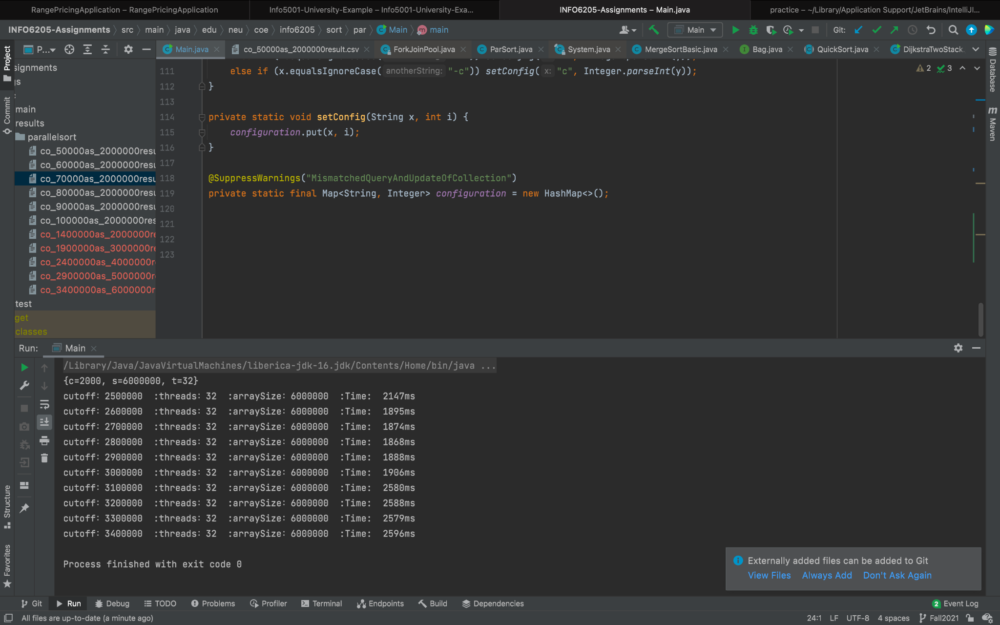 RangePricingApplication – RangePricingApplication
Info5001-University-Example – Info5001-University-Exa...
INFO6205-Assignments – Main.java
practice – ~/Library/Application Support/JetBrains/IntelliJI...
INFO6205-Assignments src main java edu neu coe info6205 sort par Main main
Main Git:
P... Main.java co_50000as_2000000result.csv ForkJoinPool.java ParSort.java System.java MergeSortBasic.java Bag.java QuickSort.java DijkstraTwoStack
Project
Commit
Structure
Favorites
Database
Maven
signments
main
results
parallelsort
co_50000as_2000000resu
co_60000as_2000000resu
co_70000as_2000000resu
co_80000as_2000000resu
co_90000as_2000000resu
co_100000as_2000000res
co_1400000as_2000000re
co_1900000as_3000000re
co_2400000as_4000000r
co_2900000as_5000000r
co_3400000as_6000000r
test
get
classes
2 3
111 else if (x.equalsIgnoreCase( anotherString: "-c")) setConfig( x: "c", Integer.parseInt(y));
112 }
113
114 private static void setConfig(String x, int i) {
115 configuration.put(x, i);
116 }
117
118 @SuppressWarnings("MismatchedQueryAndUpdateOfCollection")
119 private static final Map<String, Integer> configuration = new HashMap<>();
120
121
122
123
Run: Main
/Library/Java/JavaVirtualMachines/liberica-jdk-16.jdk/Contents/Home/bin/java ...
{c=2000, s=6000000, t=32}
cutoff: 2500000 :threads: 32 :arraySize: 6000000 :Time: 2147ms
cutoff: 2600000 :threads: 32 :arraySize: 6000000 :Time: 1895ms
cutoff: 2700000 :threads: 32 :arraySize: 6000000 :Time: 1874ms
cutoff: 2800000 :threads: 32 :arraySize: 6000000 :Time: 1868ms
cutoff: 2900000 :threads: 32 :arraySize: 6000000 :Time: 1888ms
cutoff: 3000000 :threads: 32 :arraySize: 6000000 :Time: 1906ms
cutoff: 3100000 :threads: 32 :arraySize: 6000000 :Time: 2580ms
cutoff: 3200000 :threads: 32 :arraySize: 6000000 :Time: 2588ms
cutoff: 3300000 :threads: 32 :arraySize: 6000000 :Time: 2579ms
cutoff: 3400000 :threads: 32 :arraySize: 6000000 :Time: 2596ms
Process finished with exit code 0
Externally added files can be added to Git
View Files Always Add Don't Ask Again
Git Run Debug TODO Problems Profiler Terminal Endpoints Build Dependencies 2 Event Log
All files are up-to-date (a minute ago) 24:1 LF UTF-8 4 spaces Fall2021